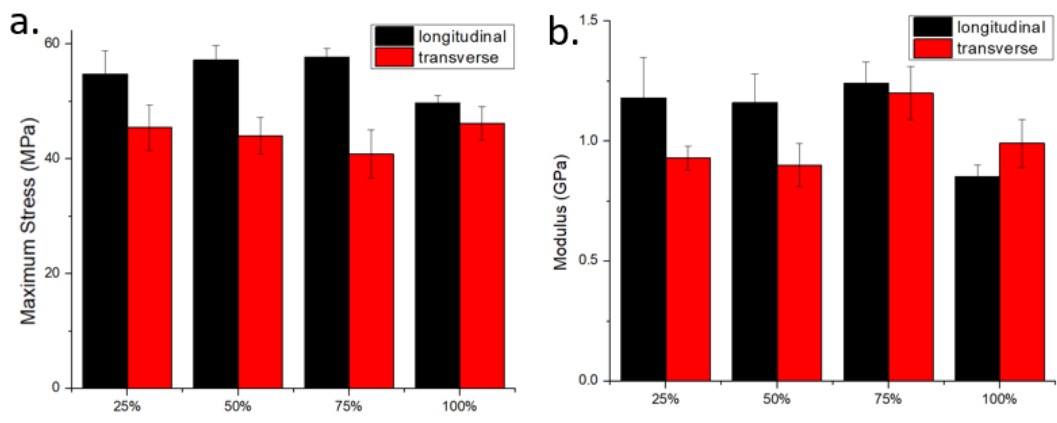 a.
longitudinal
transverse
Maximum Stress (MPa)
60
40
20
0
25% 50% 75% 100%
b.
longitudinal
transverse
Modulus (GPa)
1.5
1.0
0.5
0.0
25% 50% 75% 100%